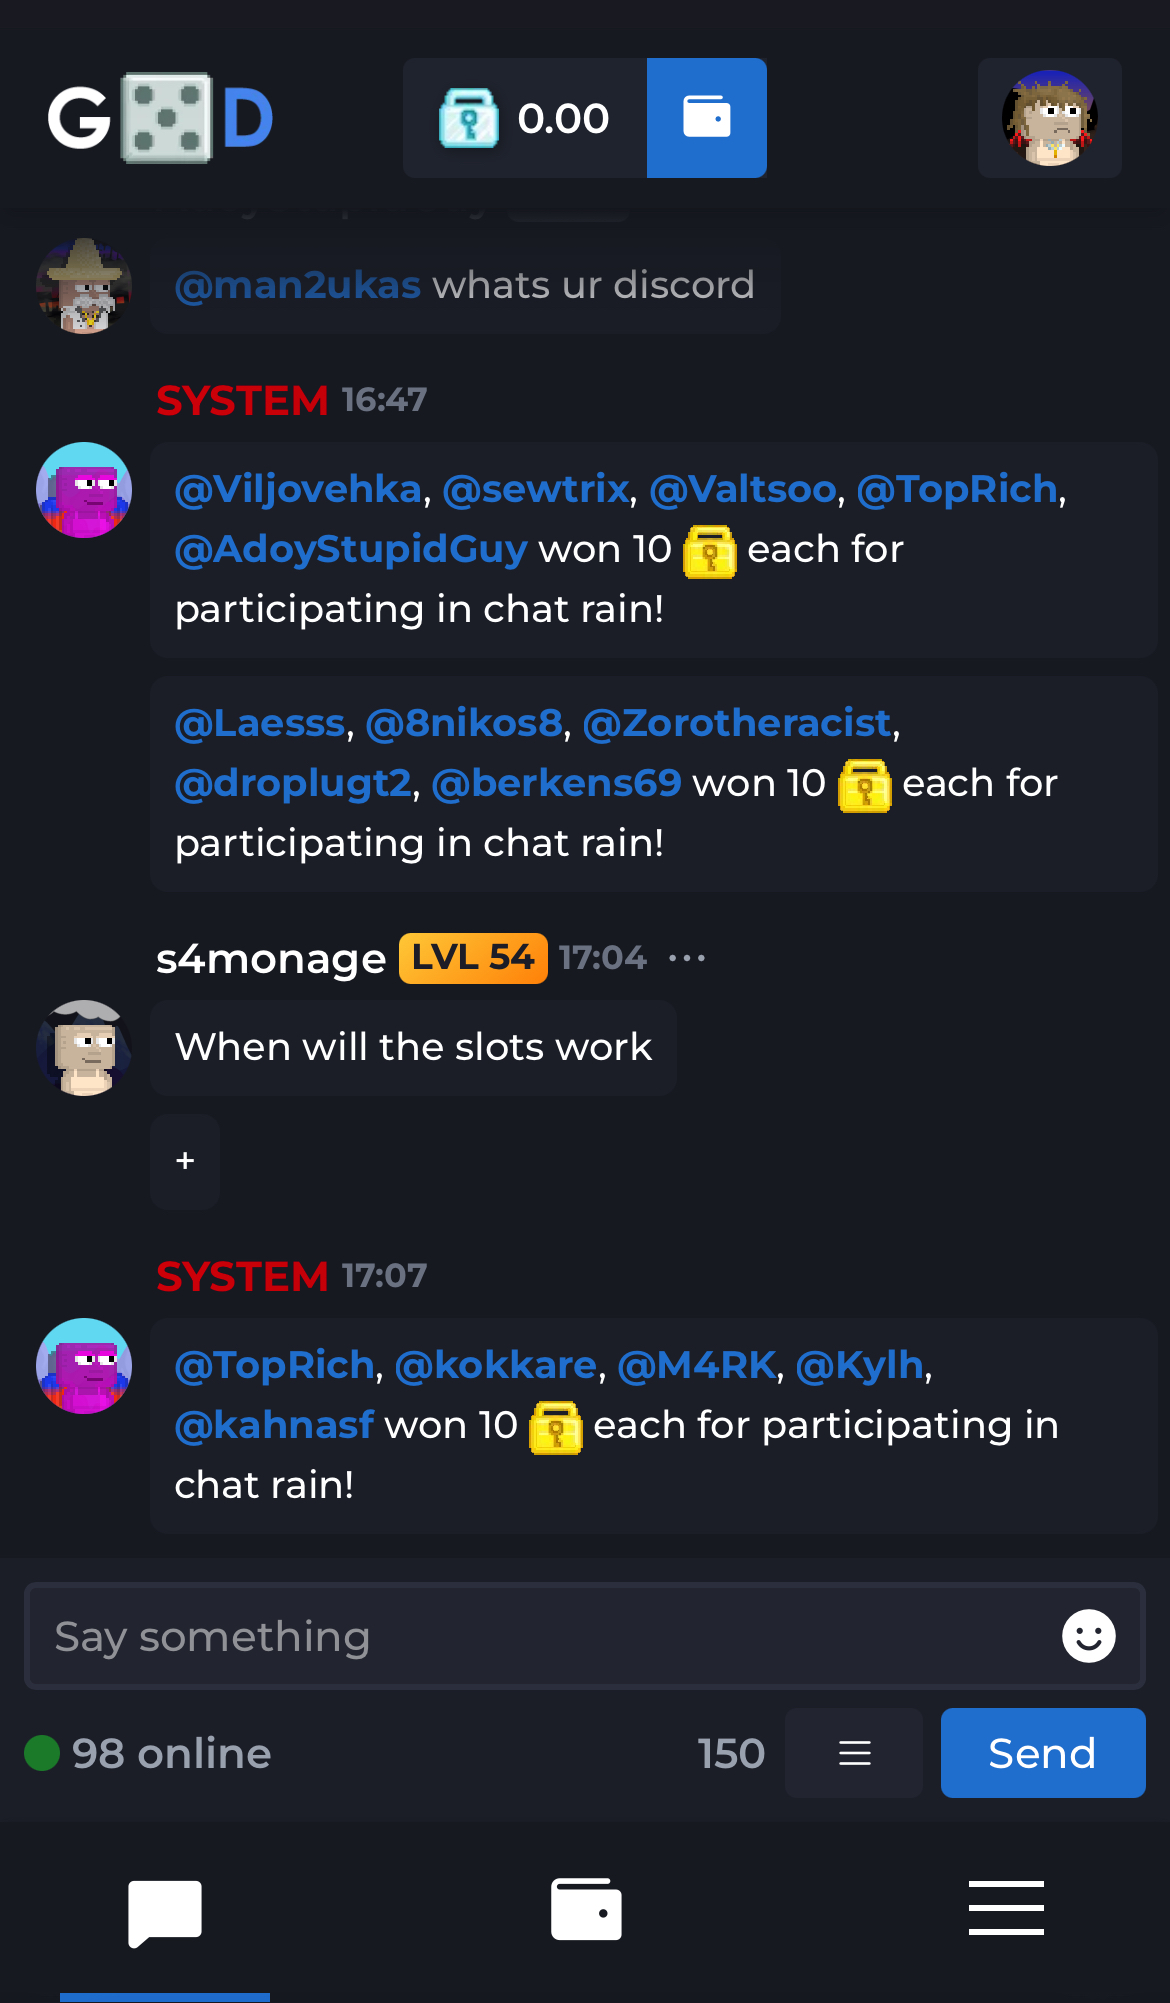 G D
0.00
@man2ukas whats ur discord
SYSTEM 16:47
@Viljovehka, @sewtrix, @Valtsoo, @TopRich,
@AdoyStupidGuy won 10 each for
participating in chat rain!
@Laesss, @8nikos8, @Zorotheracist,
@droplugt2, @berkens69 won 10 each for
participating in chat rain!
s4monage LVL 54 17:04 ...
When will the slots work
+
SYSTEM 17:07
@TopRich, @kokkare, @M4RK, @Kylh,
@kahnasf won 10 each for participating in
chat rain!
Say something
98 online 150 Send